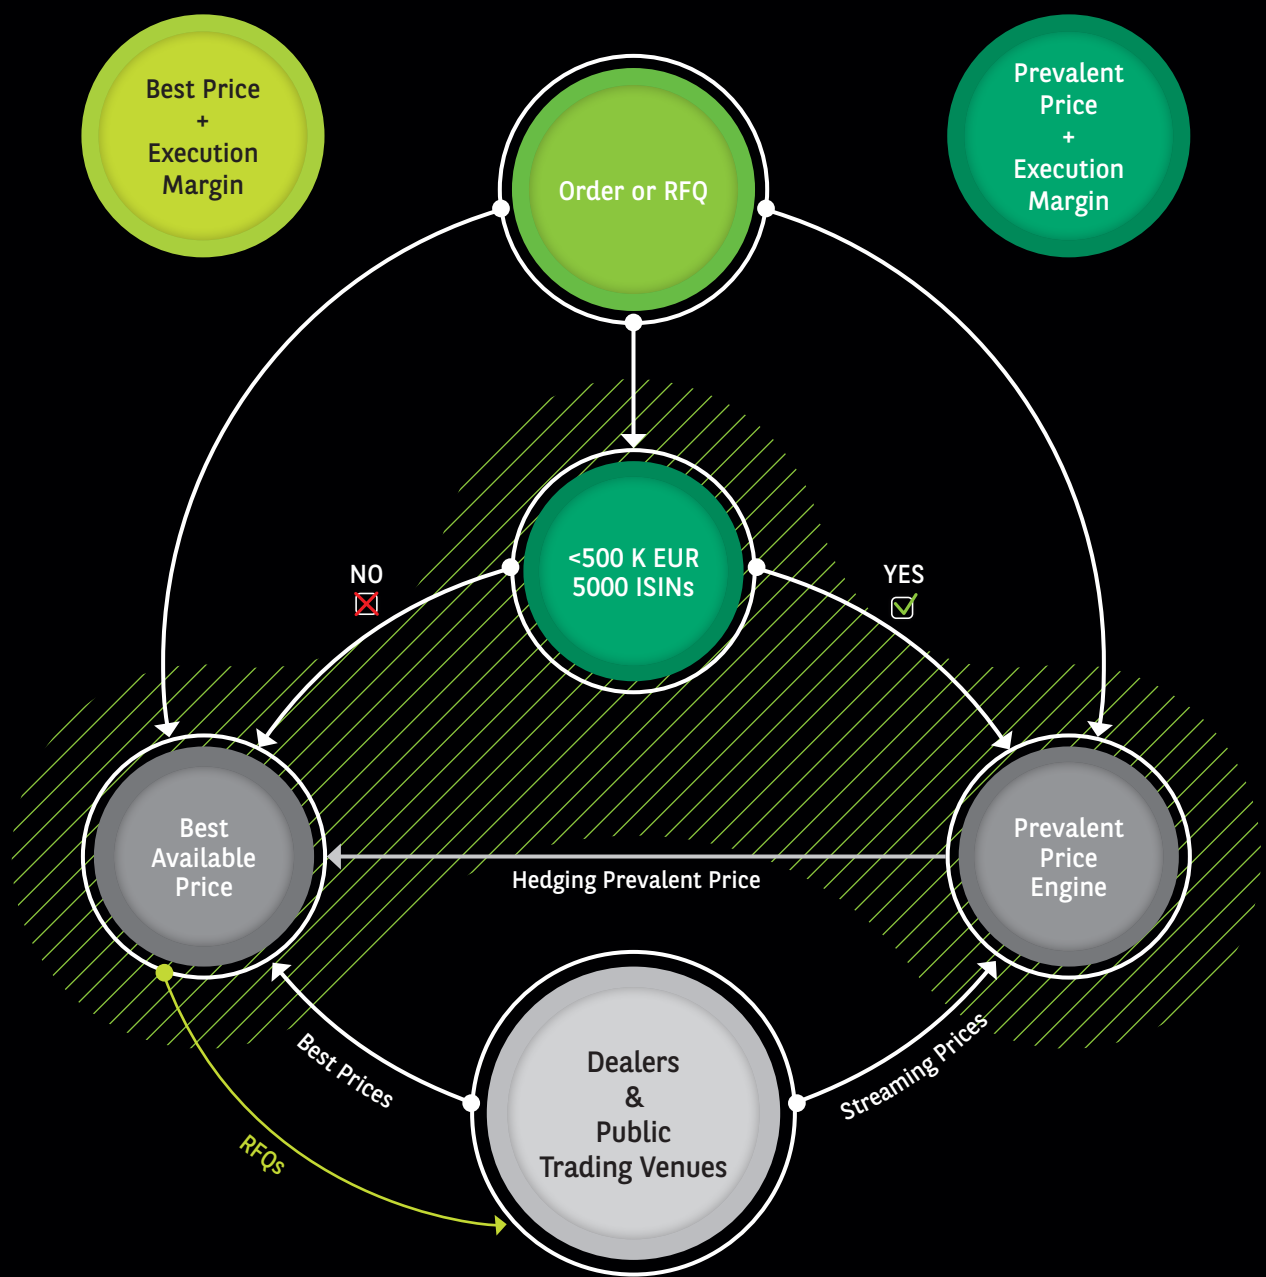 Best Price
+
Execution
Margin
Order or RFQ
Prevalent
Price
+
Execution
Margin
<500 K EUR
5000 ISINs
NO
YES
Best
Available
Price
Hedging Prevalent Price
Prevalent
Price
Engine
Best Prices
Streaming Prices
RFQs
Dealers
&
Public
Trading Venues